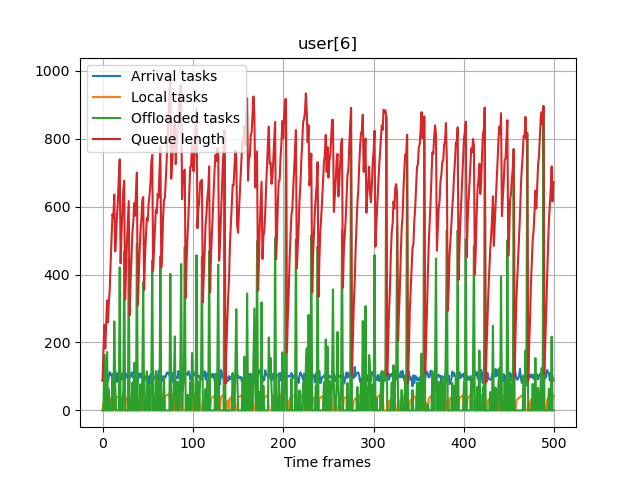 user[6]
Arrival tasks
Local tasks
Offloaded tasks
Queue length
1000
800
600
400
200
0
0 100 200 300 400 500
Time frames